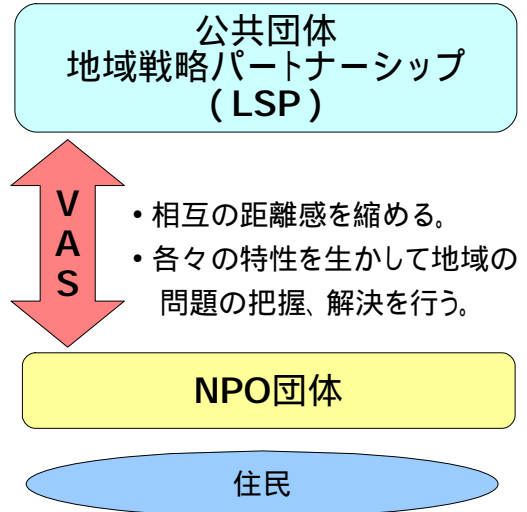 公共団体
地域戦略パートナーシップ
(LSP)
V
A
S
・相互の距離感を縮める。
・各々の特性を生かして地域の
問題の把握、解決を行う。
NPO団体
住民